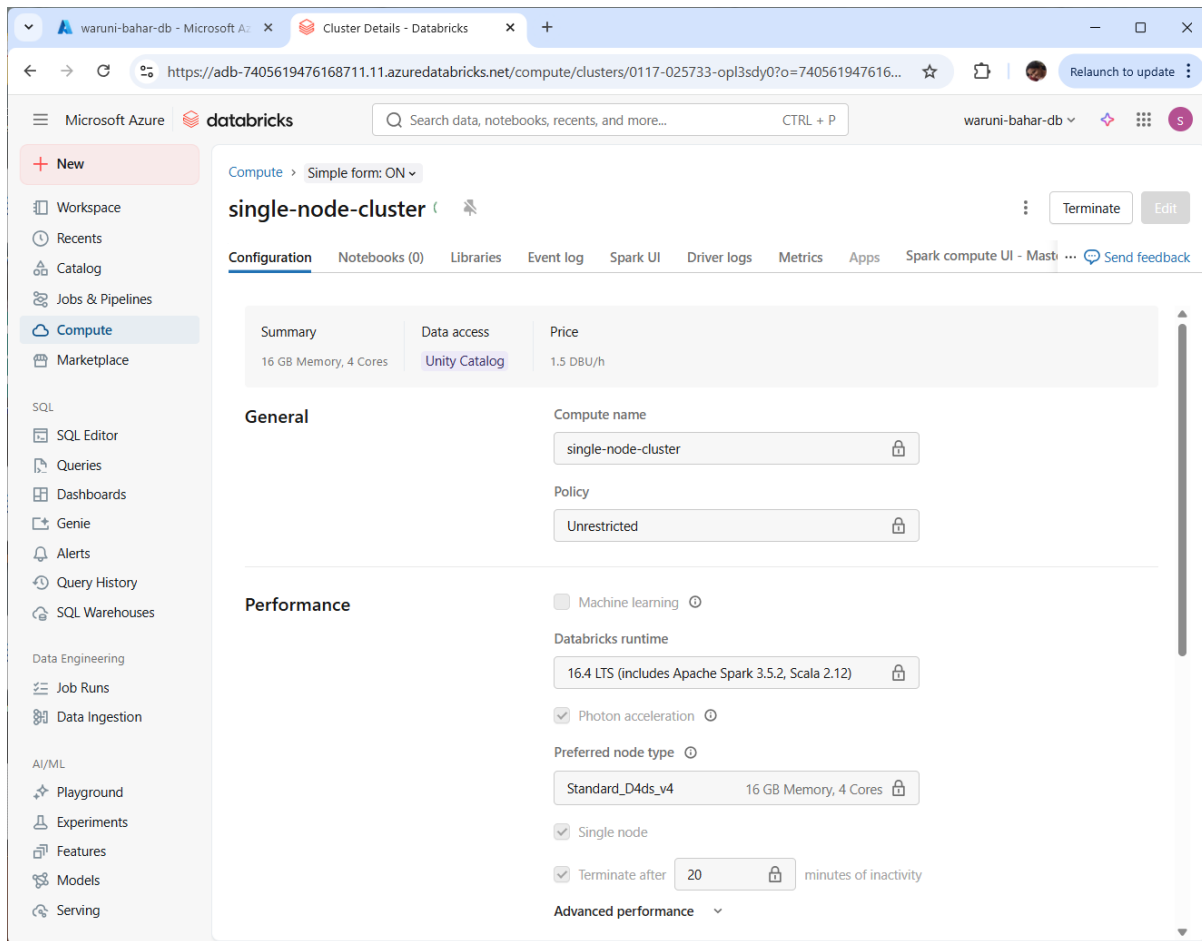 waruni-bahar-db - Microsoft Az
Cluster Details - Databricks
https://adb-7405619476168711.11.azuredatabricks.net/compute/clusters/0117-025733-opl3sdy0?o=740561947616...
Relaunch to update
Microsoft Azure
databricks
Search data, notebooks, recents, and more...
CTRL + P
waruni-bahar-db
s
New
Workspace
Recents
Catalog
Jobs & Pipelines
Compute
Marketplace
SQL
SQL Editor
Queries
Dashboards
Genie
Alerts
Query History
SQL Warehouses
Data Engineering
Job Runs
Data Ingestion
AI/ML
Playground
Experiments
Features
Models
Serving
Compute › Simple form: ON
single-node-cluster
Terminate
Edit
Configuration
Notebooks (0)
Libraries
Event log
Spark UI
Driver logs
Metrics
Apps
Spark compute UI - Mast
...
Send feedback
Summary
16 GB Memory, 4 Cores
Data access
Unity Catalog
Price
1.5 DBU/h
General
Compute name
single-node-cluster
Policy
Unrestricted
Performance
Machine learning
Databricks runtime
16.4 LTS (includes Apache Spark 3.5.2, Scala 2.12)
Photon acceleration
Preferred node type
Standard_D4ds_v4 16 GB Memory, 4 Cores
Single node
Terminate after 20 minutes of inactivity
Advanced performance